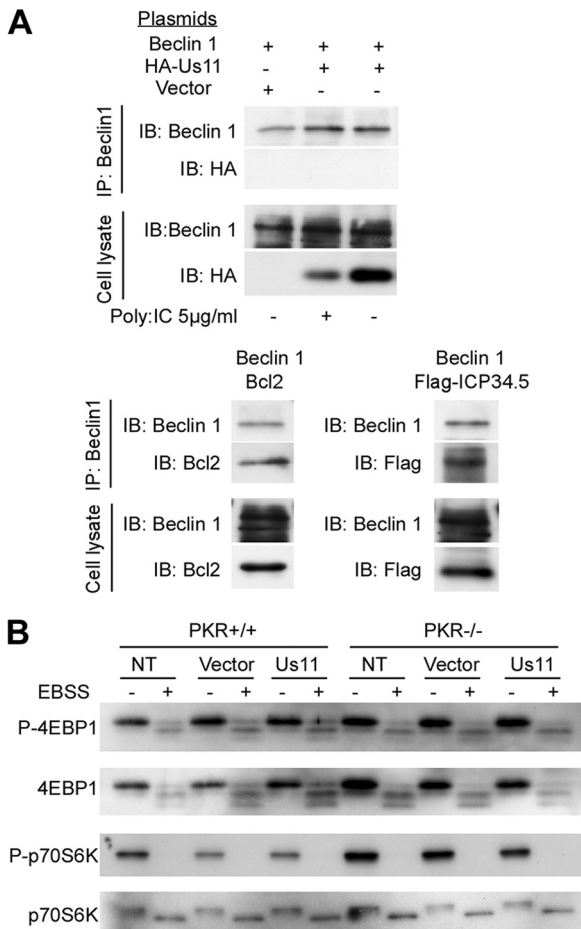 A
Plasmids
Beclin 1 + + +
HA-Us11 - + +
Vector + - -
IP: Beclin1
IB: Beclin 1
IB: HA
Cell lysate
IB:Beclin 1
IB: HA
Poly:IC 5µg/ml - + -
Beclin 1 Beclin 1
Bcl2 Flag-ICP34.5
IP: Beclin1
IB: Beclin 1 IB: Beclin 1
IB: Bcl2 IB: Flag
Cell lysate
IB: Beclin 1 IB: Beclin 1
IB: Bcl2 IB: Flag
B
PKR+/+ PKR-/-
NT Vector Us11 NT Vector Us11
EBSS - + - + - + - + - + - +
P-4EBP1
4EBP1
P-p70S6K
p70S6K